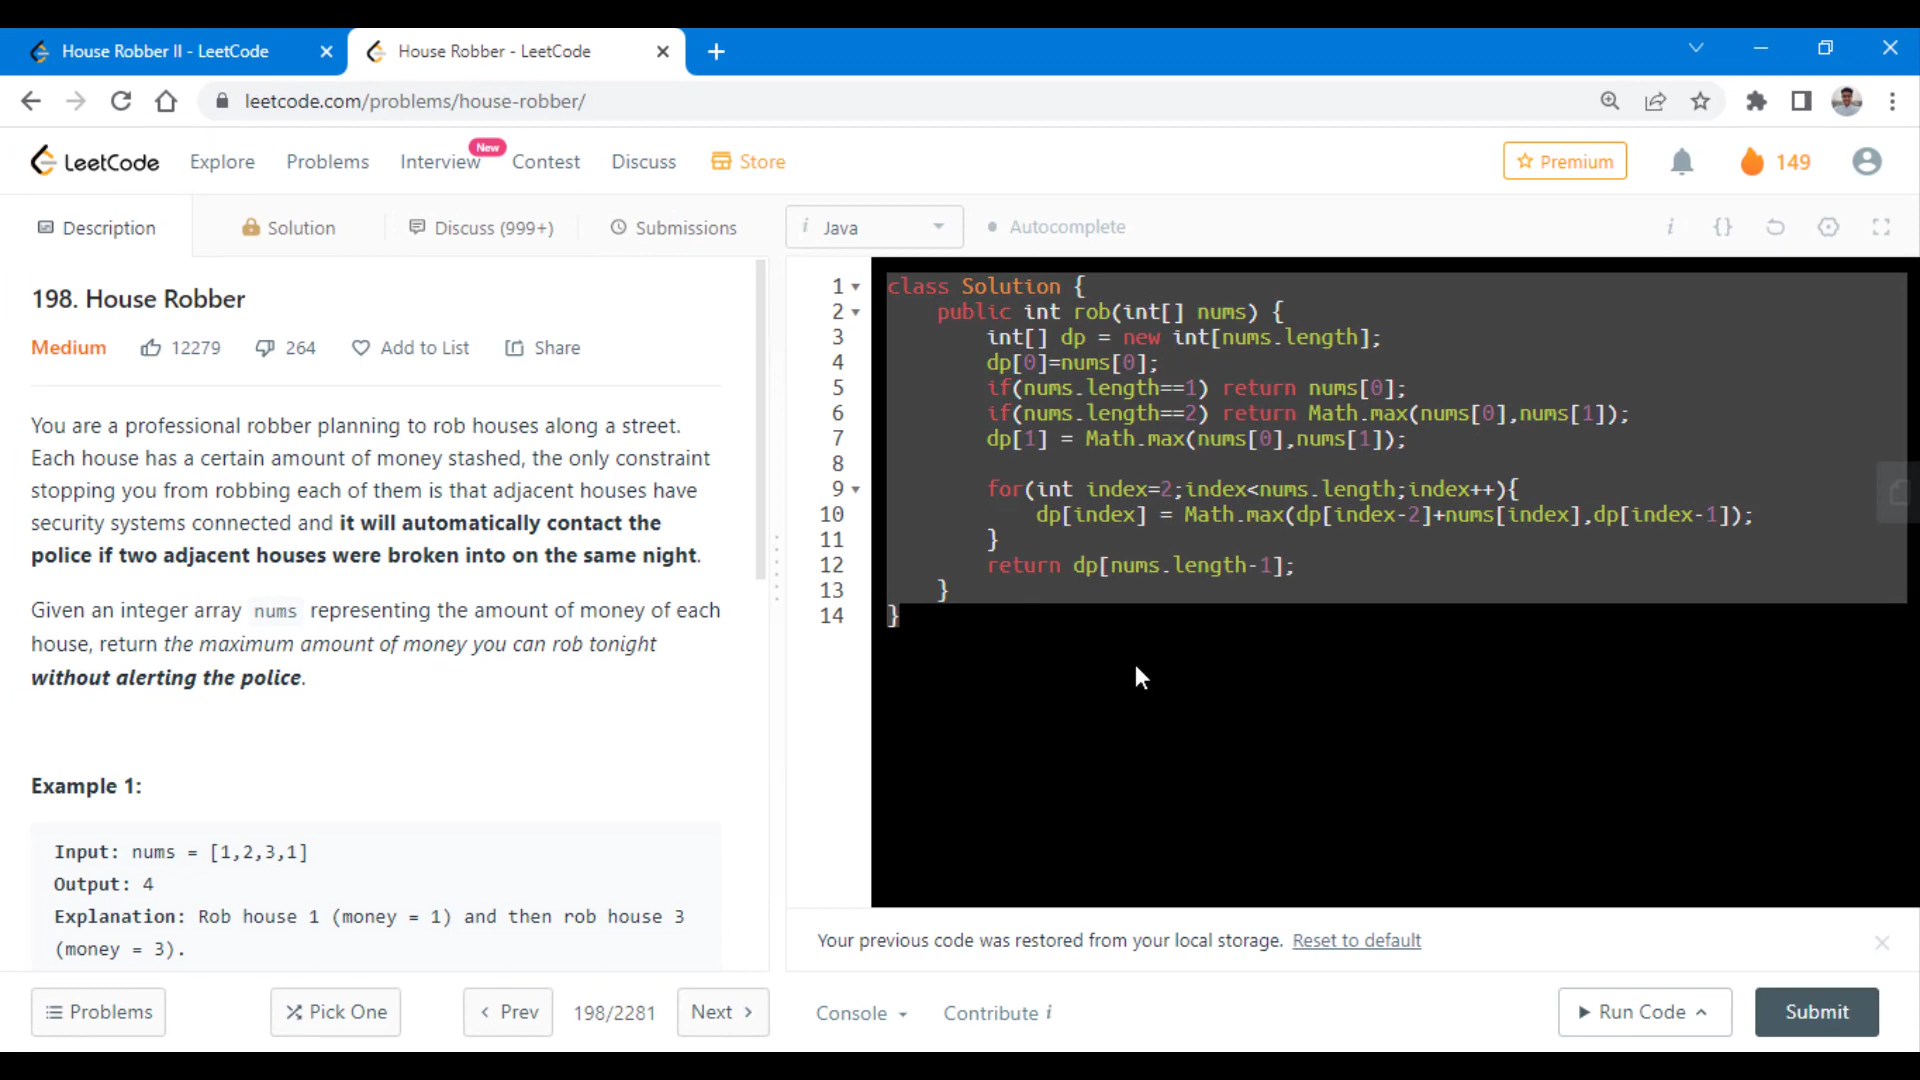 House Robber II - LeetCode
House Robber - LeetCode
leetcode.com/problems/house-robber/
LeetCode
Explore
Problems
Interview
New
Contest
Discuss
Store
Premium
149
Description
Solution
Discuss (999+)
Submissions
i Java
Autocomplete
i
{}
198. House Robber
Medium
12279
264
Add to List
Share
You are a professional robber planning to rob houses along a street.
Each house has a certain amount of money stashed, the only constraint
stopping you from robbing each of them is that adjacent houses have
security systems connected and it will automatically contact the
police if two adjacent houses were broken into on the same night.
Given an integer array nums representing the amount of money of each
house, return the maximum amount of money you can rob tonight
without alerting the police.
Example 1:
Input: nums = [1,2,3,1]
Output: 4
Explanation: Rob house 1 (money = 1) and then rob house 3
(money = 3).
1 class Solution {
2 public int rob(int[] nums) {
3 int[] dp = new int[nums.length];
4 dp[0]=nums[0];
5 if(nums.length==1) return nums[0];
6 if(nums.length==2) return Math.max(nums[0],nums[1]);
7 dp[1] = Math.max(nums[0],nums[1]);
8
9 for(int index=2;index<nums.length;index++){
10 dp[index] = Math.max(dp[index-2]+nums[index],dp[index-1]);
11 }
12 return dp[nums.length-1];
13 }
14 }
Your previous code was restored from your local storage. Reset to default
Problems
Pick One
Prev
198/2281
Next
Console
Contribute i
Run Code
Submit